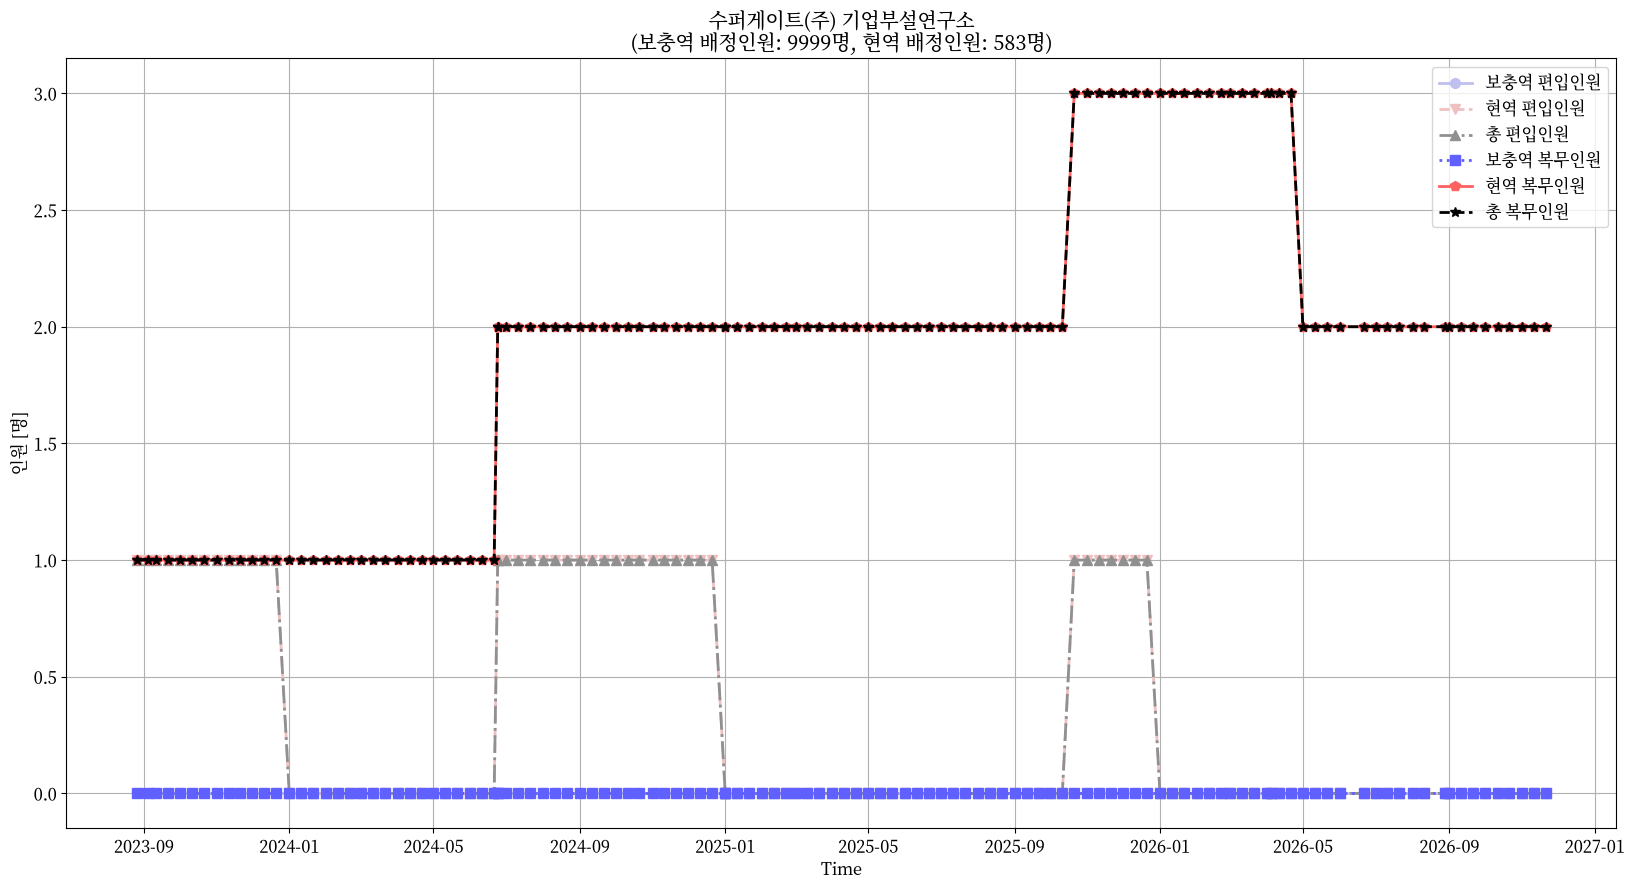 수퍼게이트(주) 기업부설연구소
(보충역 배정인원: 9999명, 현역 배정인원: 583명)
보충역 편입인원
현역 편입인원
총 편입인원
보충역 복무인원
현역 복무인원
총 복무인원
인원 [명]
3.0
2.5
2.0
1.5
1.0
0.5
0.0
2023-09
2024-01
2024-05
2024-09
2025-01
2025-05
2025-09
2026-01
2026-05
2026-09
2027-01
Time